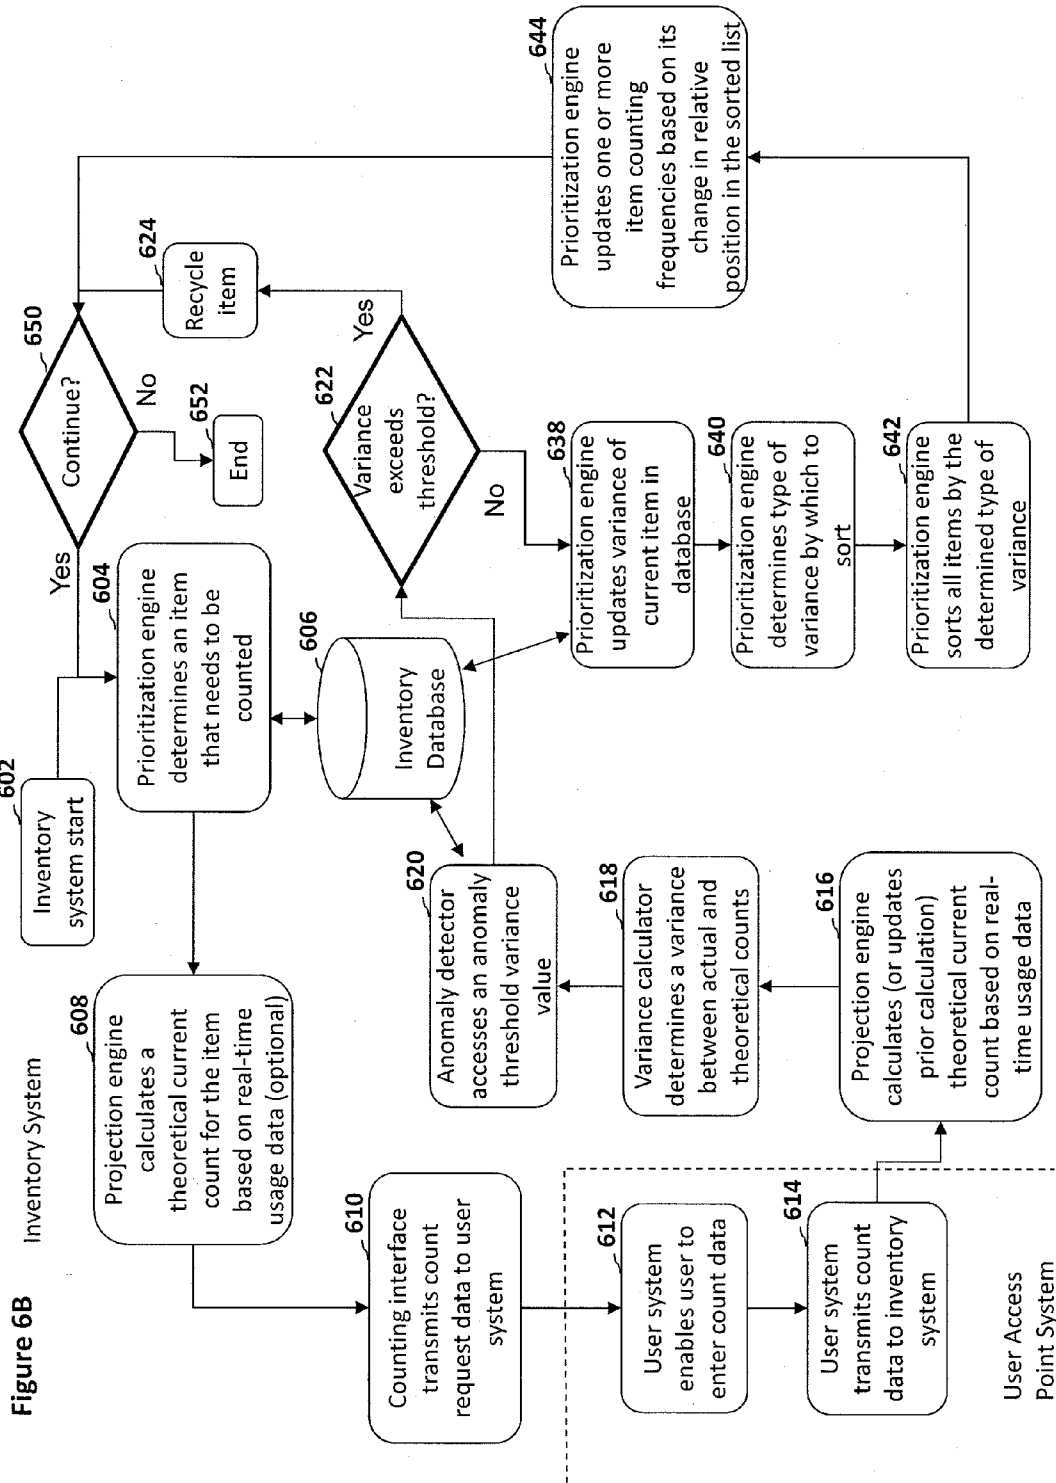 Figure 6B
Inventory System
602
Inventory
system start
Yes
604
Prioritization engine
determines an item
that needs to be
counted
606
Inventory
Database
608
Projection engine
calculates a
theoretical current
count for the item
based on real-time
usage data (optional)
610
Counting interface
transmits count
request data to user
system
612
User system
enables user to
enter count data
614
User system
transmits count
data to inventory
system
User Access
Point System
616
Projection engine
calculates (or updates
prior calculation)
theoretical current
count based on real-
time usage data
618
Variance calculator
determines a variance
between actual and
theoretical counts
620
Anomaly detector
accesses an anomaly
threshold variance
value
622
Variance
exceeds
threshold?
Yes
No
624
Recycle
item
638
Prioritization engine
updates variance of
current item in
database
640
Prioritization engine
determines type of
variance by which to
sort
642
Prioritization engine
sorts all items by the
determined type of
variance
644
Prioritization engine
updates one or more
item counting
frequencies based on its
change in relative
position in the sorted list
650
Continue?
No
652
End